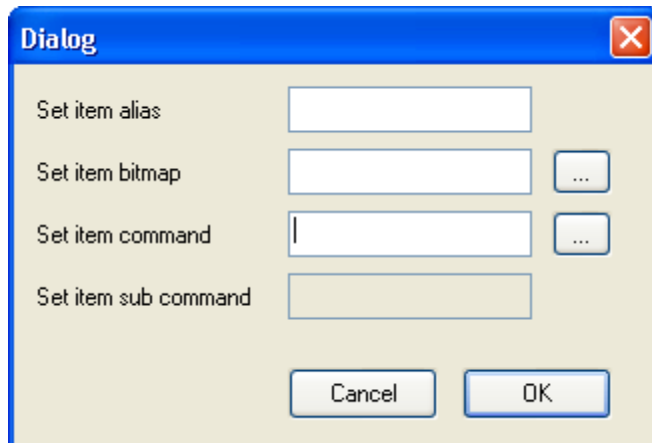 Dialog
Set item alias
Set item bitmap ...
Set item command ...
Set item sub command
Cancel OK